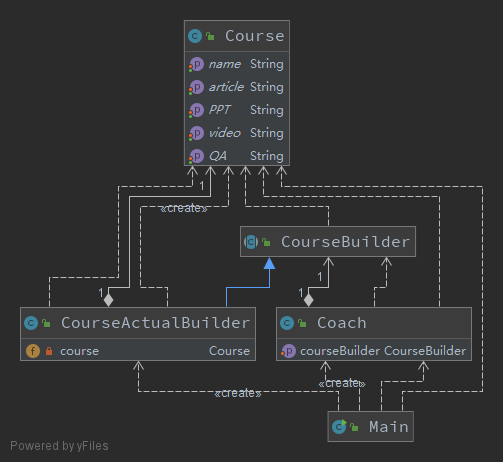 Course
name String
article String
PPT String
video String
QA String
1
«create»
CourseBuilder
1
1
1
CourseActualBuilder
course Course
Coach
courseBuilder CourseBuilder
«create»
«create»
Main
Powered by yFiles